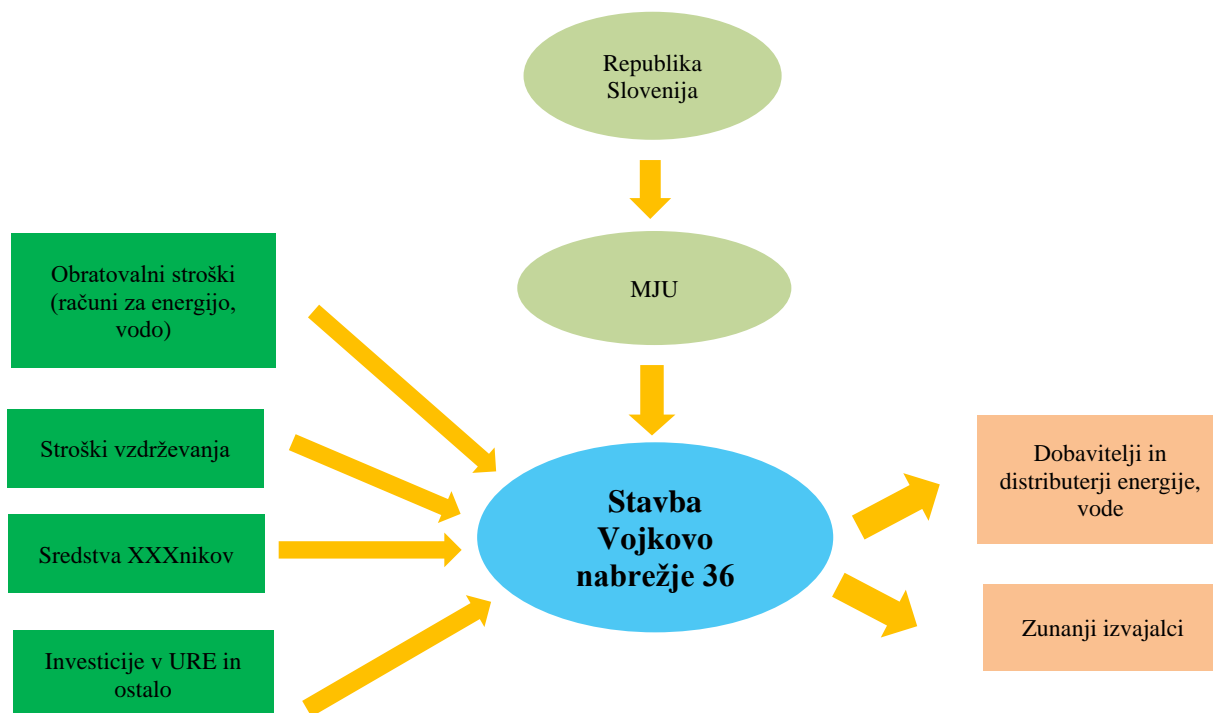 Republika
Slovenija
MJU
Obratovalni stroški
(računi za energijo,
vodo)
Stroški vzdrževanja
Sredstva XXXnikov
Investicije v URE in
ostalo
Stavba
Vojkovo
nabrežje 36
Dobavitelji in
distributerji energije,
vode
Zunanji izvajalci